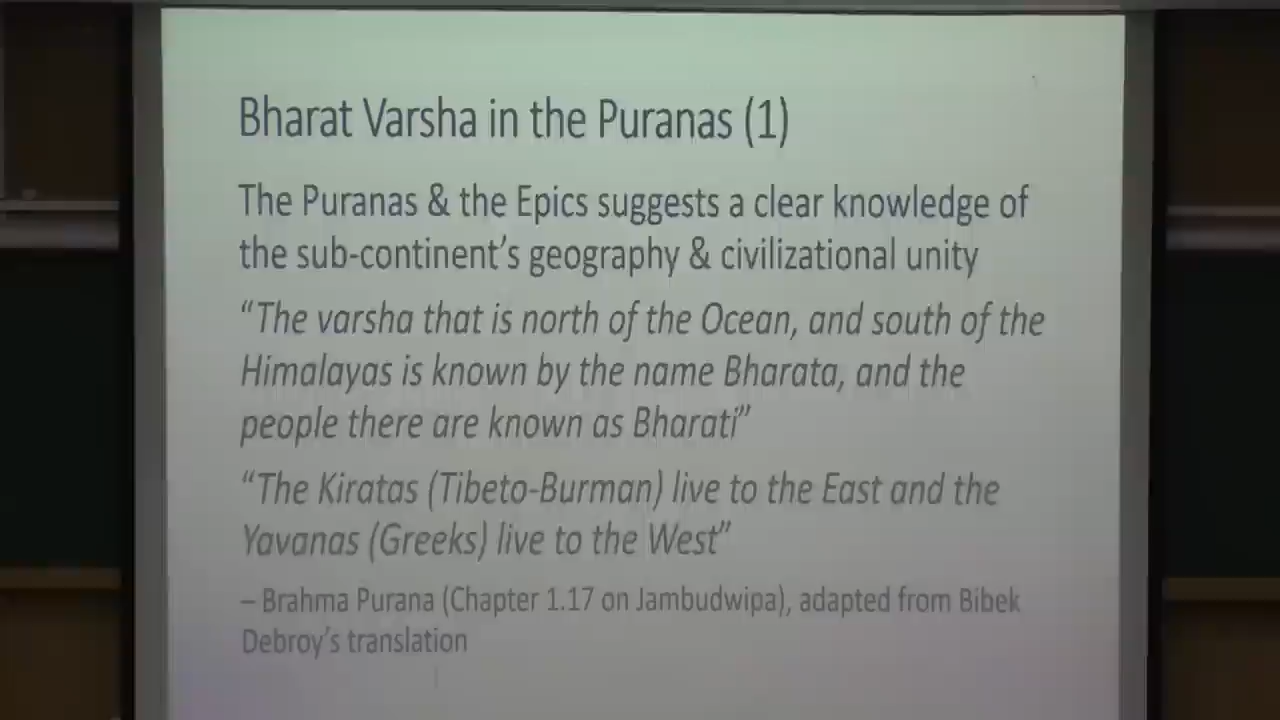 Bharat Varsha in the Puranas (1)
The Puranas & the Epics suggests a clear knowledge of
the sub-continent's geography & civilizational unity
"The varsha that is north of the Ocean, and south of the
Himalayas is known by the name Bharata, and the
people there are known as Bharati"
"The Kiratas (Tibeto-Burman) live to the East and the
Yavanas (Greeks) live to the West"
– Brahma Purana (Chapter 1.17 on Jambudwipa), adapted from Bibek
Debroy's translation